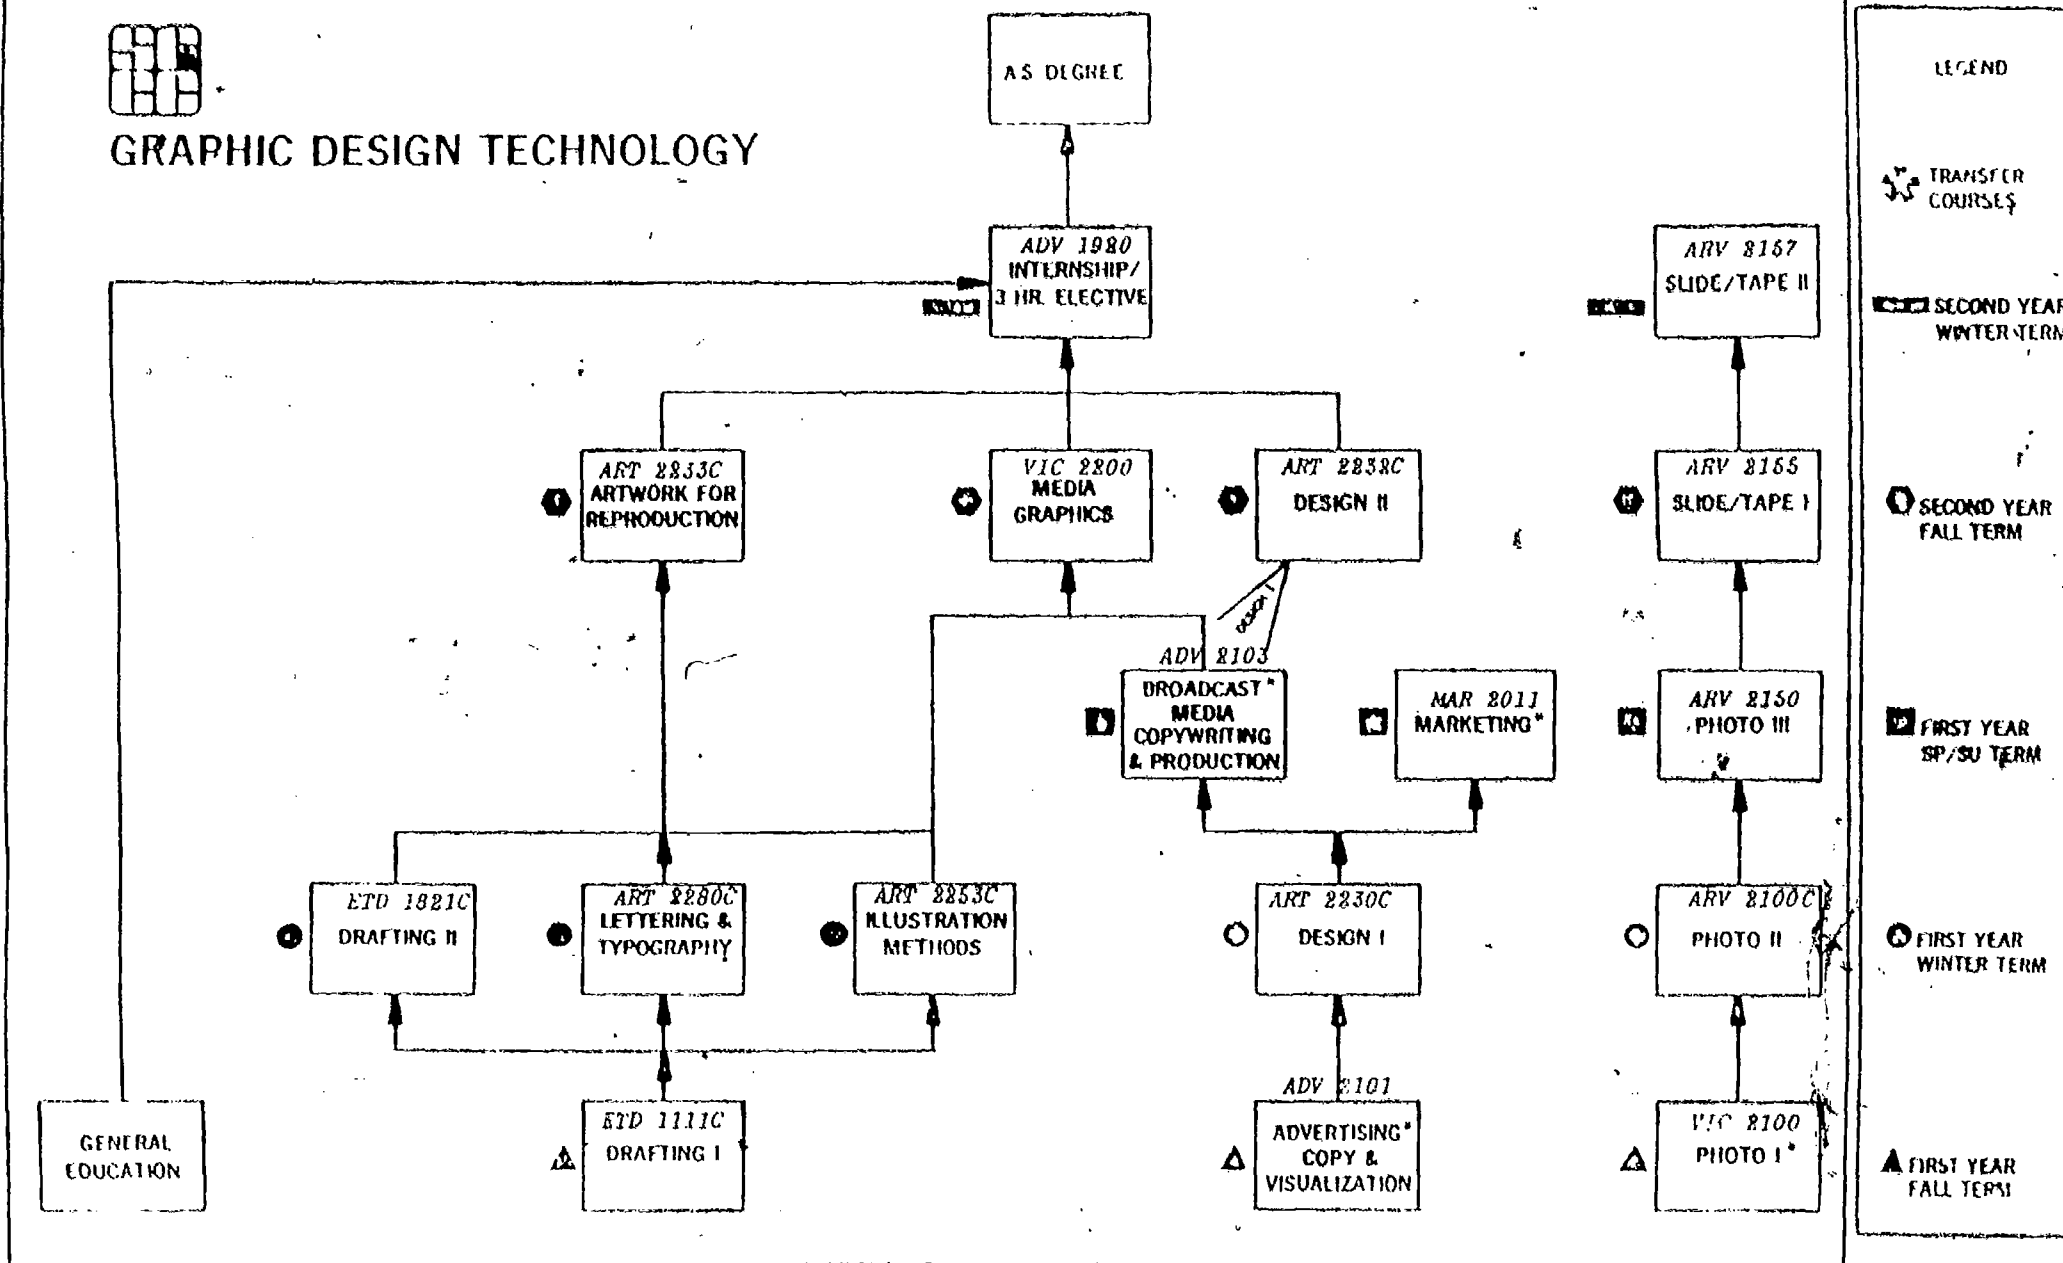 AS DEGREE
GRAPHIC DESIGN TECHNOLOGY
ADV 1980
INTERNSHIP/
3 HR. ELECTIVE
ARV 2157
SLIDE/TAPE II
ART 2233C
ARTWORK FOR
REPRODUCTION
VIC 2200
MEDIA
GRAPHICS
ART 2232C
DESIGN II
ARV 2155
SLIDE/TAPE I
DESIGN I
ADV 2103
BROADCAST*
MEDIA
COPYWRITING
& PRODUCTION
MAR 2011
MARKETING*
ARV 2150
PHOTO III
ETD 1821C
DRAFTING II
ART 2280C
LETTERING &
TYPOGRAPHY
ART 2253C
ILLUSTRATION
METHODS
ART 2230C
DESIGN I
ARV 2100C
PHOTO II
GENERAL
EDUCATION
ETD 1111C
DRAFTING I
ADV 2101
ADVERTISING*
COPY &
VISUALIZATION
VIC 2100
PHOTO I*
LEGEND
TRANSFER
COURSES
SECOND YEAR
WINTER TERM
SECOND YEAR
FALL TERM
FIRST YEAR
SP/SU TERM
FIRST YEAR
WINTER TERM
FIRST YEAR
FALL TERM